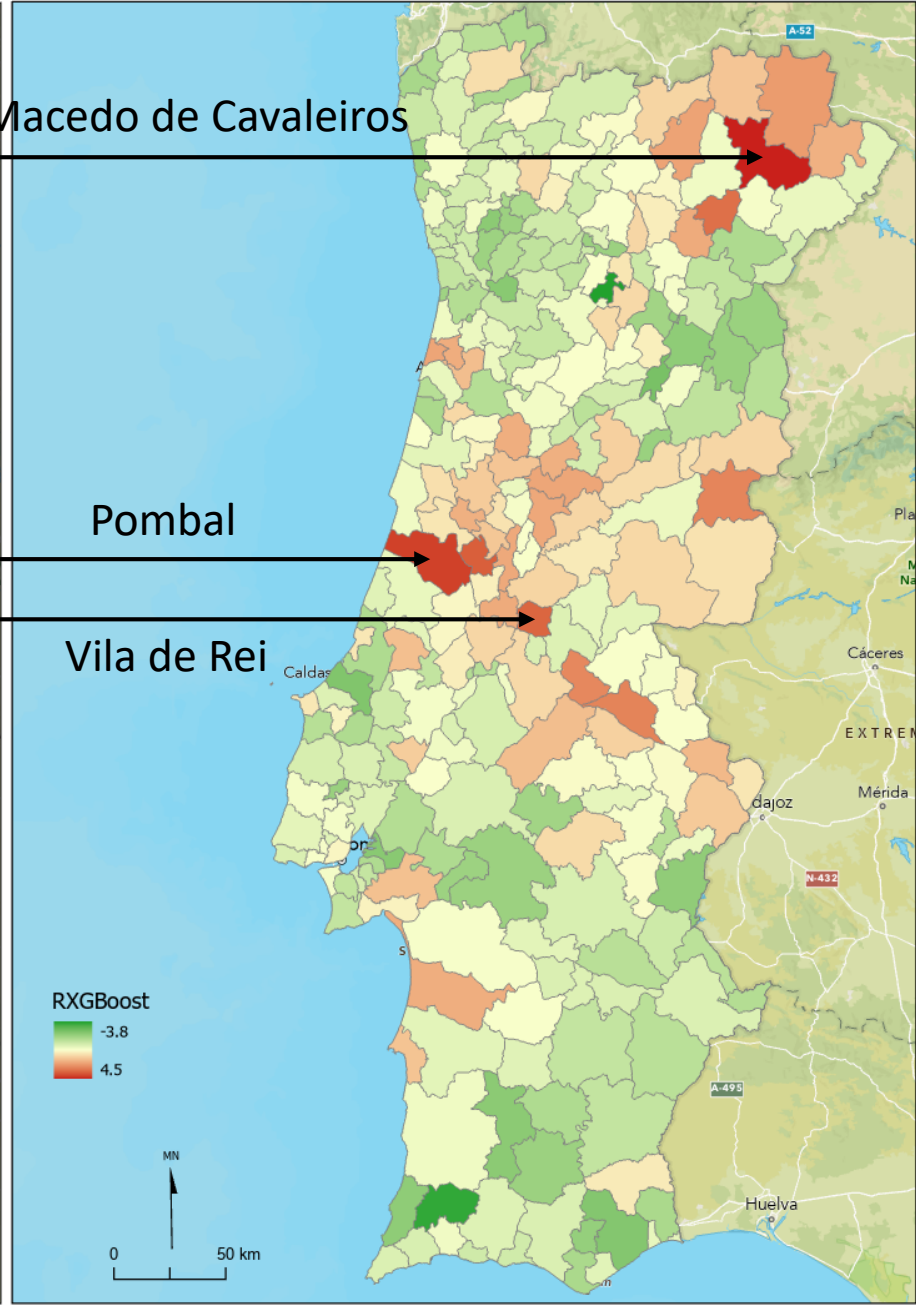 A-52
Macedo de Cavaleiros
Pombal
Vila de Rei
Caldas
Cáceres
EXTREM
Mérida
dajoz
N-432
RXGBoost
-3.8
4.5
A-495
MN
Huelva
0 50 km